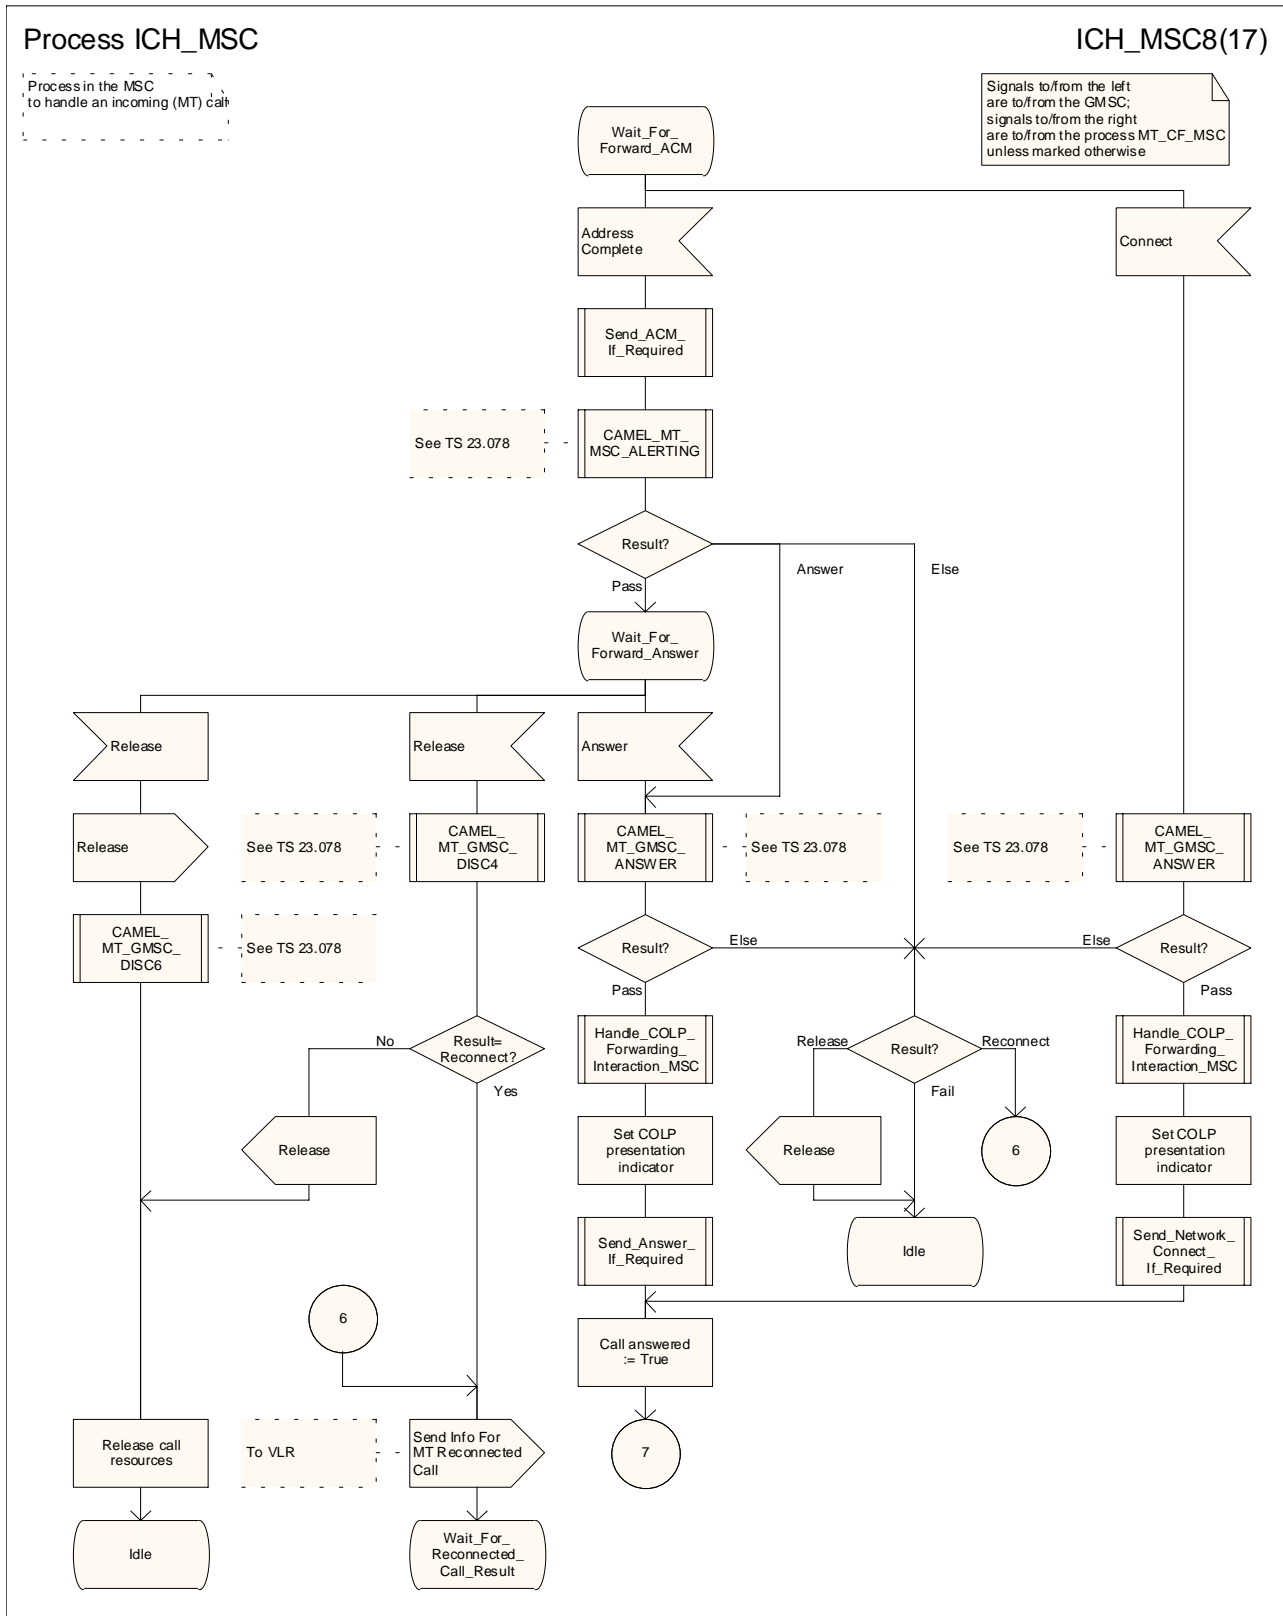 Process ICH_MSC
ICH_MSC8(17)
Process in the MSC
to handle an incoming (MT) call
Signals to/from the left
are to/from the GMSC;
signals to/from the right
are to/from the process MT_CF_MSC
unless marked otherwise
Wait_For_
Forward_ACM
Address
Complete
Connect
Send_ACM_
If_Required
See TS 23.078
CAMEL_MT_
MSC_ALERTING
Result?
Answer
Else
Pass
Wait_For_
Forward_Answer
Release
Release
Answer
Release
See TS 23.078
CAMEL_
MT_GMSC_
DISC4
CAMEL_
MT_GMSC_
ANSWER
See TS 23.078
See TS 23.078
CAMEL_
MT_GMSC_
ANSWER
CAMEL_
MT_GMSC_
DISC6
See TS 23.078
Result?
Else
Else
Result?
Pass
Pass
No
Result=
Reconnect?
Yes
Handle_COLP_
Forwarding_
Interaction_MSC
Release
Result?
Reconnect
Fail
Handle_COLP_
Forwarding_
Interaction_MSC
Release
Set COLP
presentation
indicator
Release
6
Set COLP
presentation
indicator
Send_Answer_
If_Required
Idle
Send_Network_
Connect_
If_Required
6
Call answered
:= True
Release call
resources
To VLR
Send Info For
MT Reconnected
Call
7
Idle
Wait_For_
Reconnected_
Call_Result